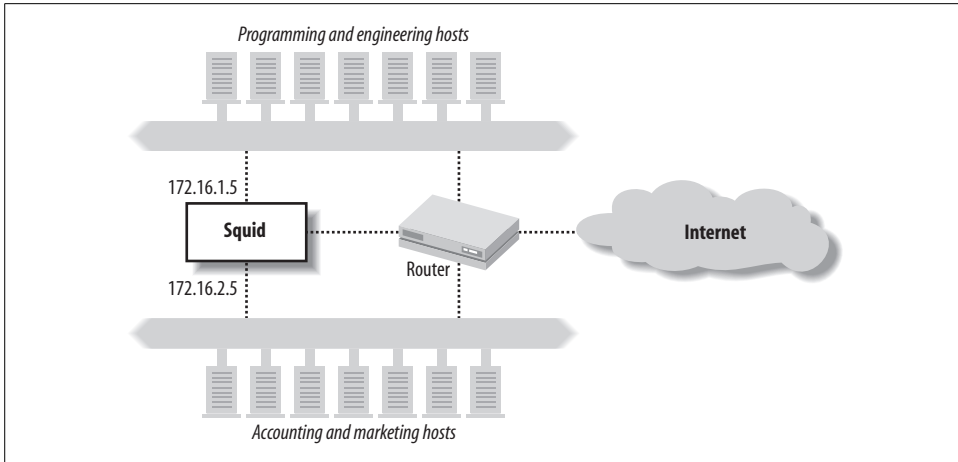 Programming and engineering hosts
172.16.1.5
Squid
Router
Internet
172.16.2.5
Accounting and marketing hosts